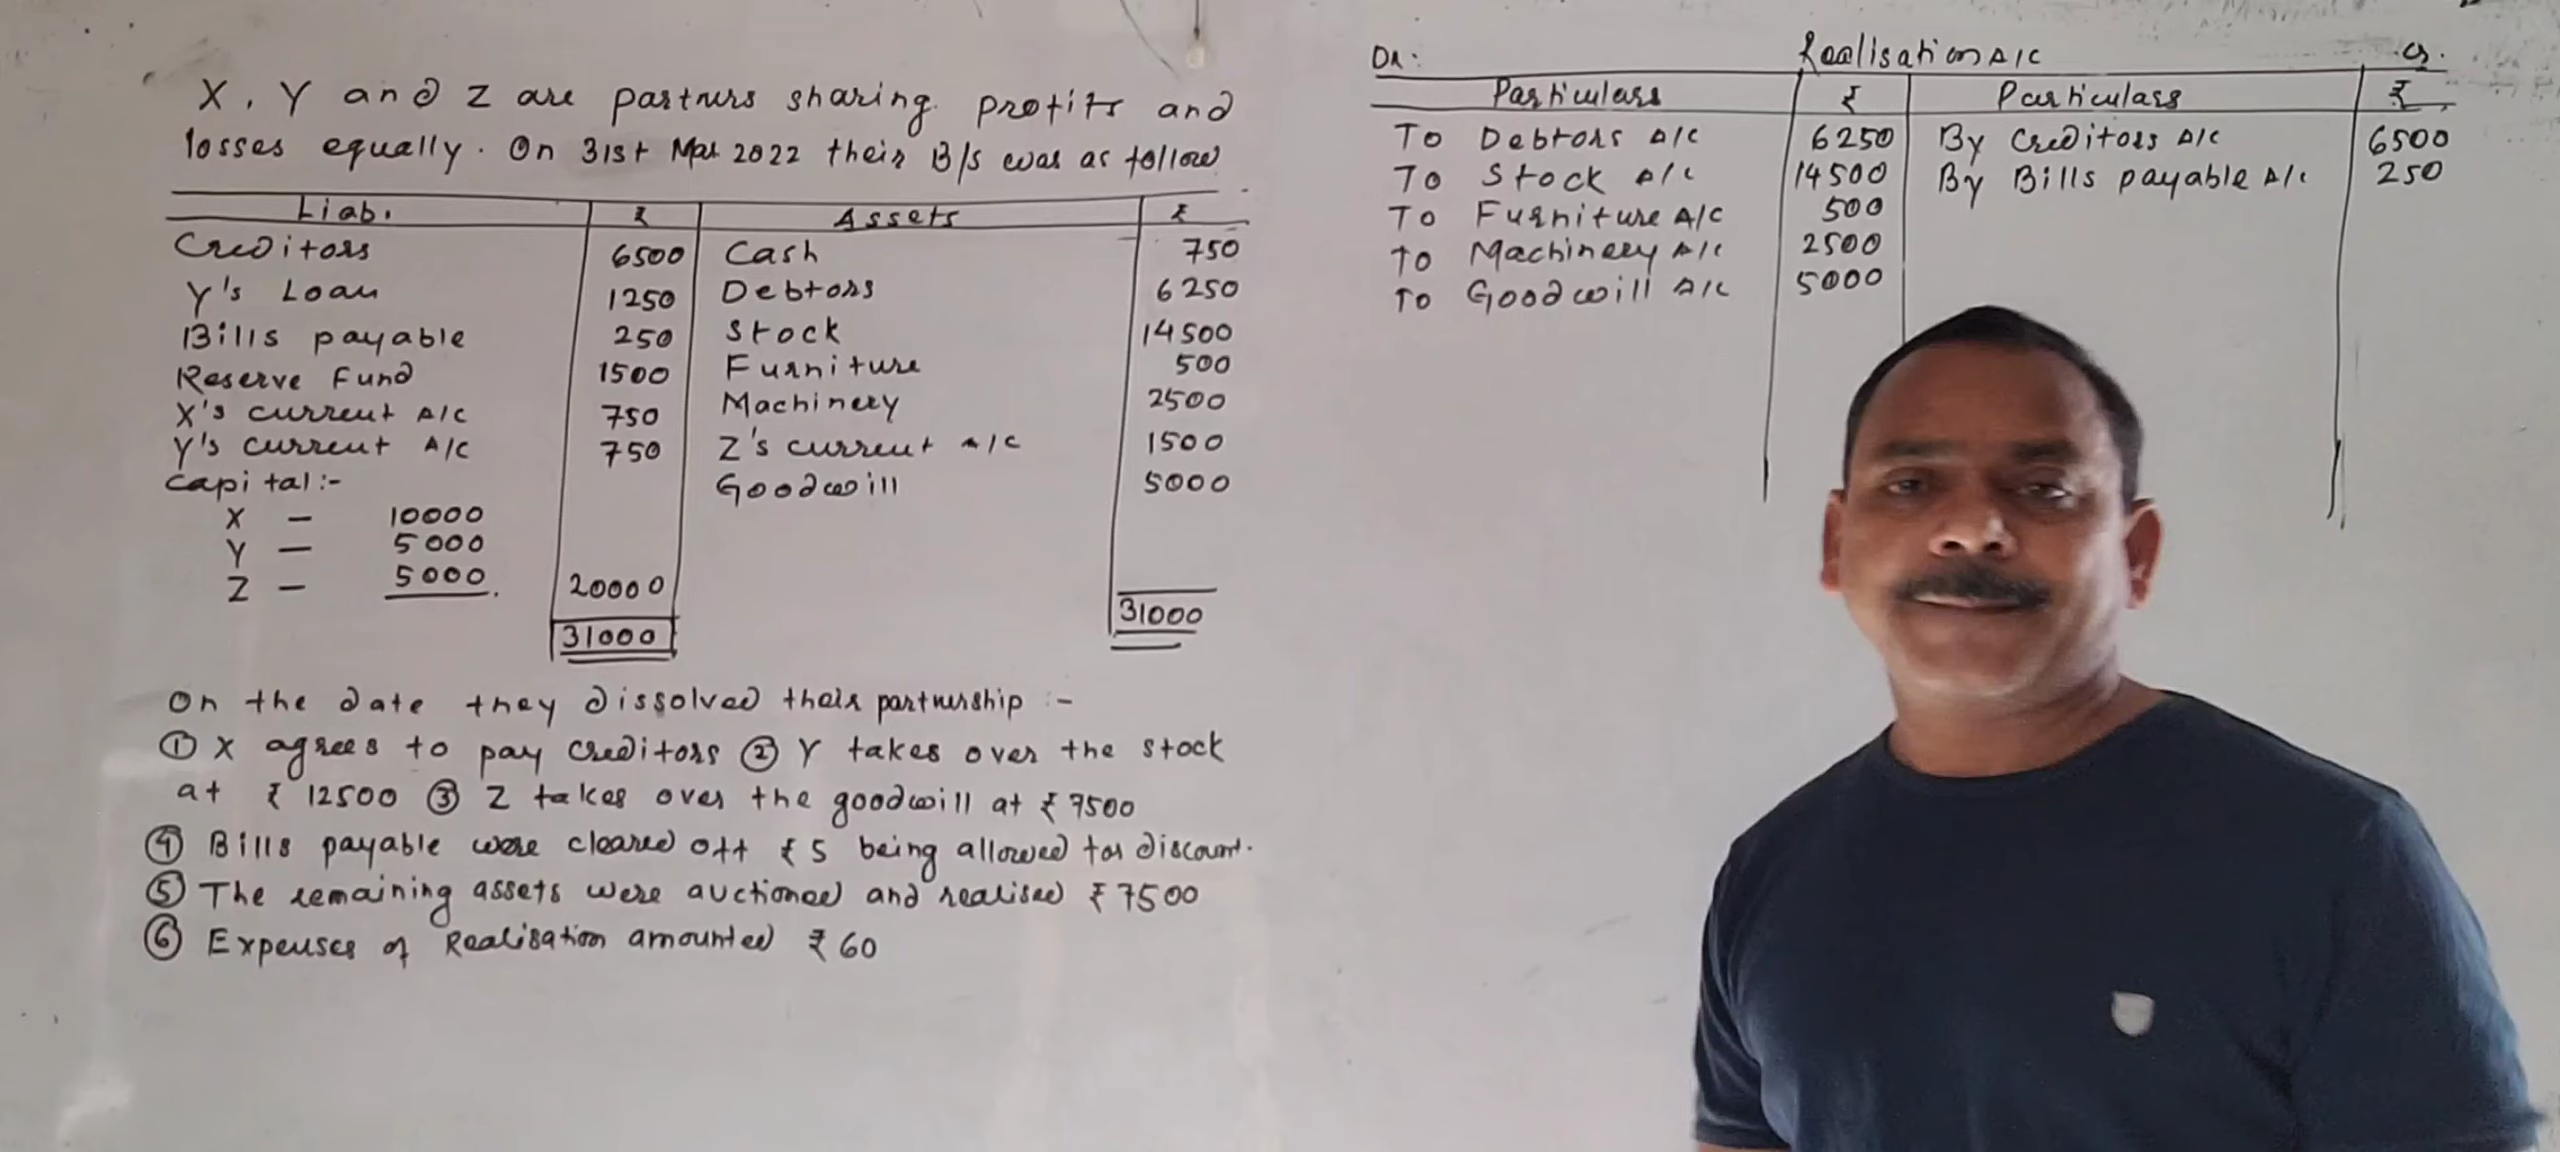 X, Y and Z are partners sharing profits and
losses equally. On 31st Mar 2022 their B/S was as follow
Liab. ₹ Assets ₹
Creditors 6500 Cash 750
Y's Loan 1250 Debtors 6250
Bills payable 250 Stock 14500
Reserve Fund 1500 Furniture 500
X's current A/C 750 Machinery 2500
Y's current A/C 750 Z's current A/C 1500
Capital :- Goodwill 5000
X - 10000
Y - 5000
Z - 5000 20000
31000 31000
On the date they dissolved their partnership :-
① X agrees to pay creditors ② Y takes over the stock
at ₹ 12500 ③ Z takes over the goodwill at ₹ 7500
④ Bills payable were cleared off ₹ 5 being allowed for discount.
⑤ The remaining assets were auctioned and realised ₹ 7500
⑥ Expenses of Realisation amounted ₹ 60
Dr. Realisation A/C Cr.
Particulars ₹ Particulars ₹
To Debtors A/C 6250 By Creditors A/C 6500
To Stock A/C 14500 By Bills payable A/C 250
To Furniture A/C 500
To Machinery A/C 2500
To Goodwill A/C 5000